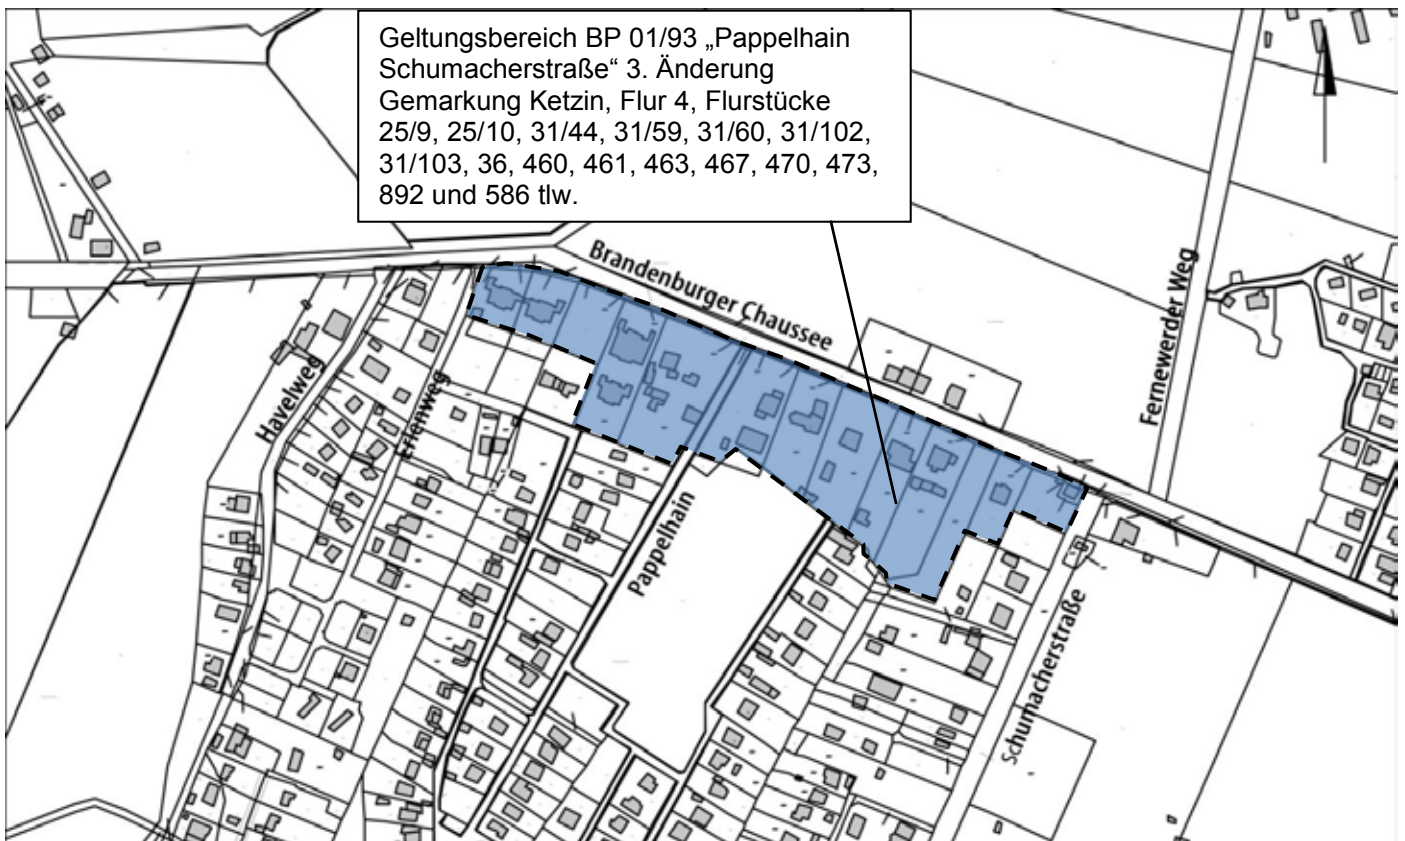 Geltungsbereich BP 01/93 „Pappelhain
Schumacherstraße“ 3. Änderung
Gemarkung Ketzin, Flur 4, Flurstücke
25/9, 25/10, 31/44, 31/59, 31/60, 31/102,
31/103, 36, 460, 461, 463, 467, 470, 473,
892 und 586 tlw.
Brandenburger Chaussee
Fernewerder Weg
Havelweg
Erlenweg
Pappelhain
Schumacherstraße